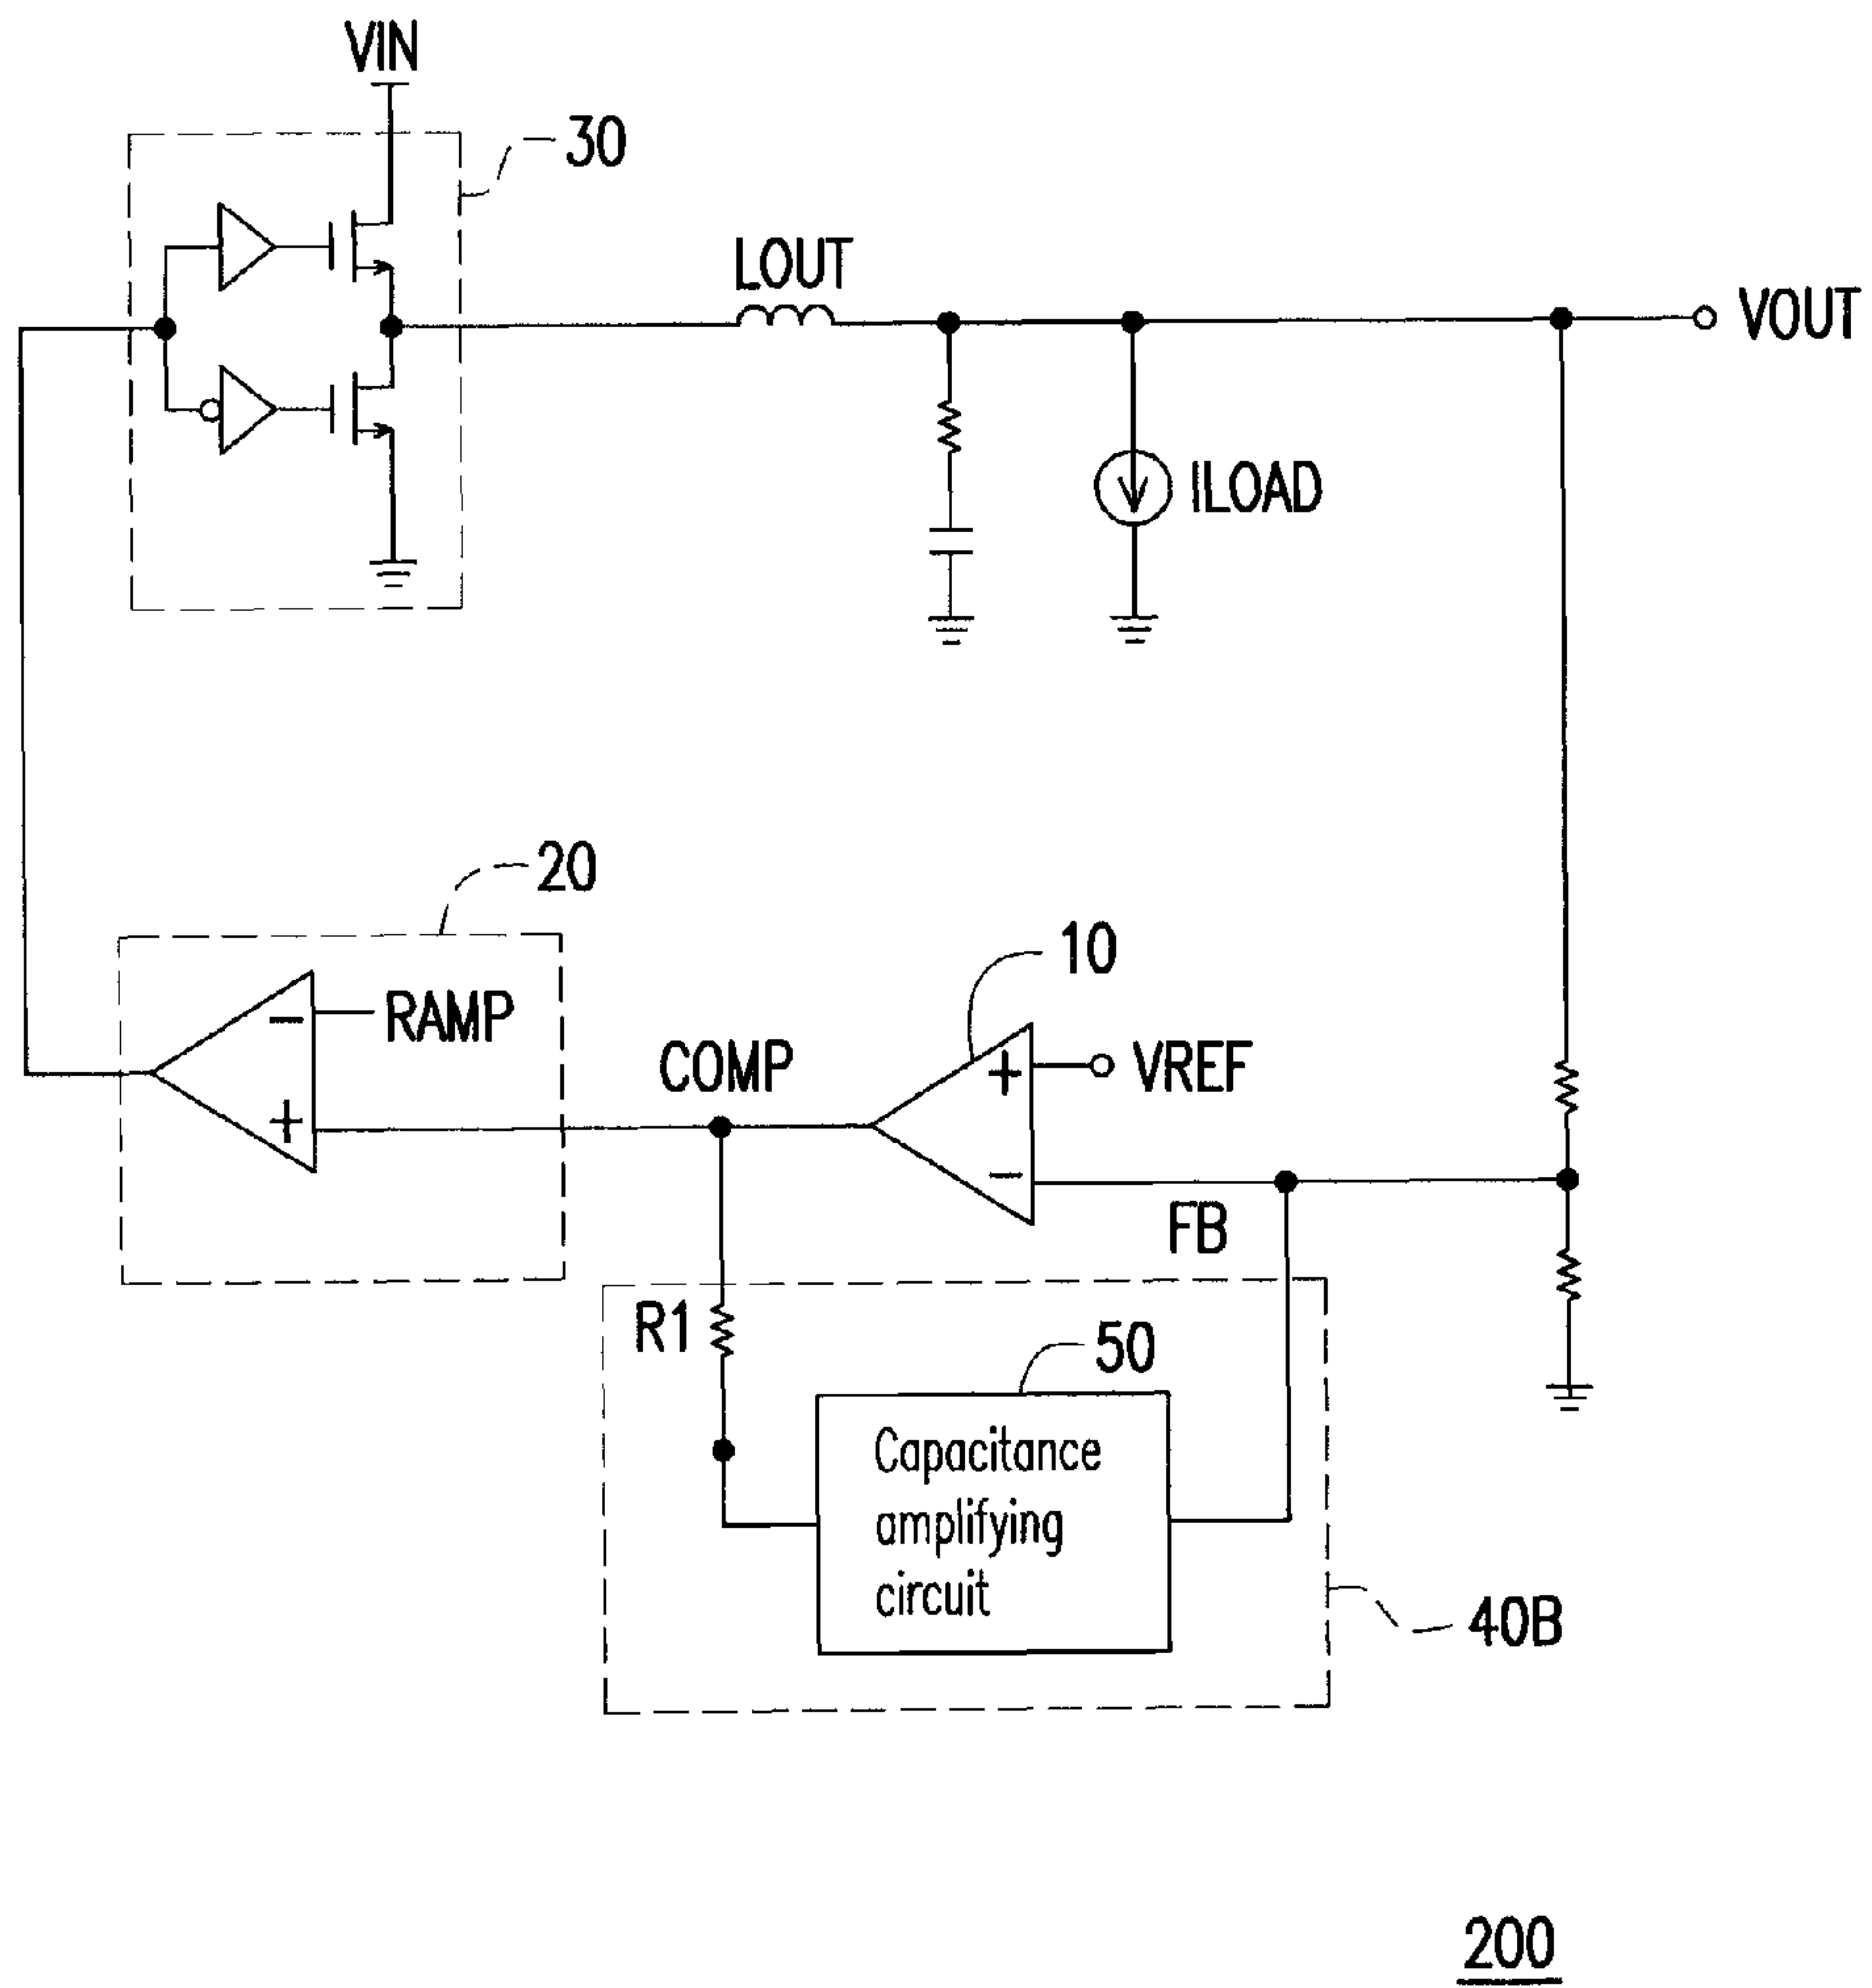 VIN
30
LOUT
VOUT
ILOAD
20
10
RAMP
−
+
COMP
+
VREF
−
FB
R1
50
Capacitance
amplifying
circuit
40B
200